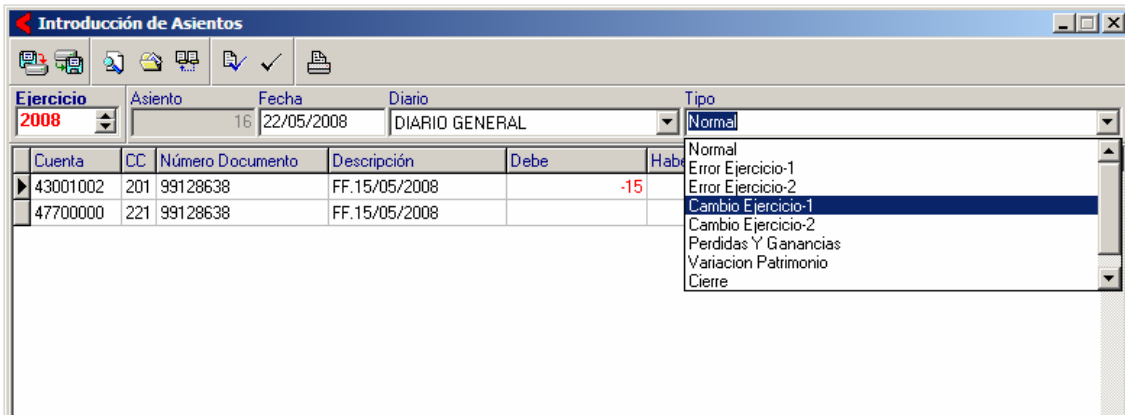 Introducción de Asientos
Ejercicio Asiento Fecha Diario Tipo
2008 16 22/05/2008 DIARIO GENERAL Normal
Cuenta CC Número Documento Descripción Debe Habe
43001002 201 99128638 FF.15/05/2008 -15
47700000 221 99128638 FF.15/05/2008
Normal
Error Ejercicio-1
Error Ejercicio-2
Cambio Ejercicio-1
Cambio Ejercicio-2
Perdidas Y Ganancias
Variacion Patrimonio
Cierre